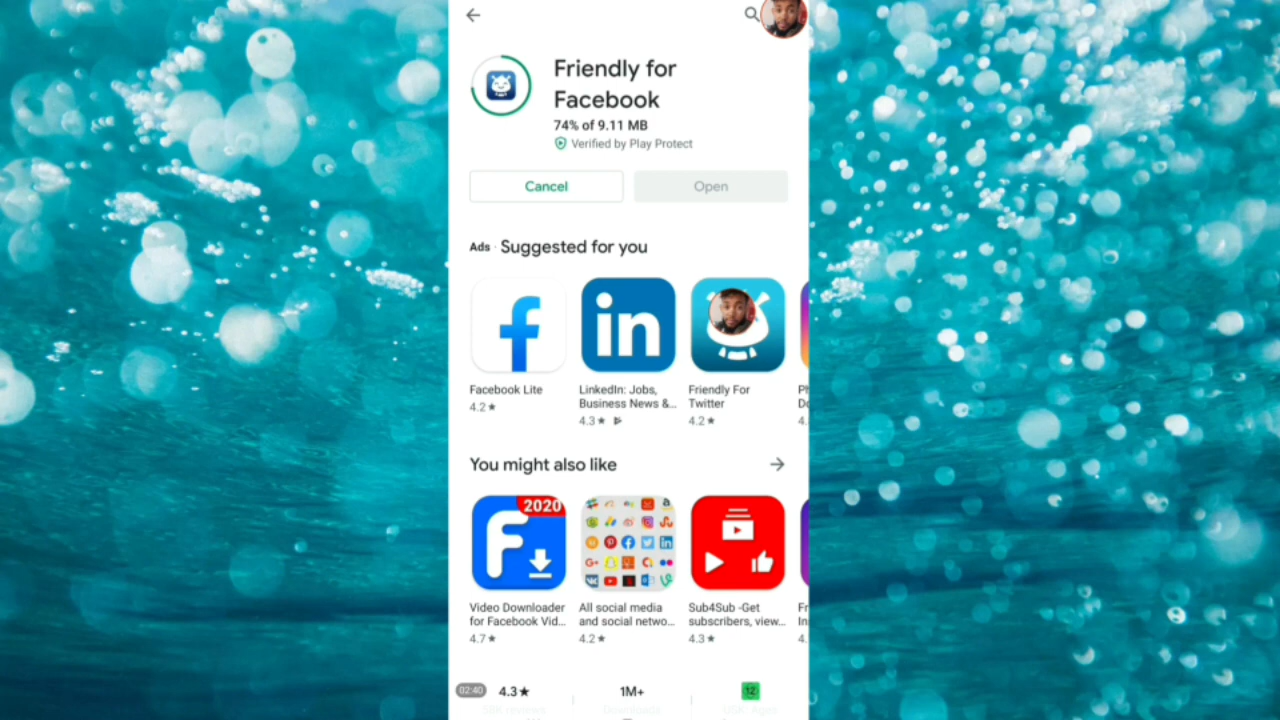 Friendly for
Facebook
74% of 9.11 MB
Verified by Play Protect
Cancel
Open
Ads · Suggested for you
f
in
Facebook Lite
LinkedIn: Jobs,
Business News &...
Friendly For
Twitter
4.2★
4.3★
4.2★
You might also like
2020
F
Video Downloader
for Facebook Vid...
All social media
and social netwo...
Sub4Sub -Get
subscribers, view...
4.7★
4.2★
4.3★
02:40
4.3★
1M+
12
Downloads